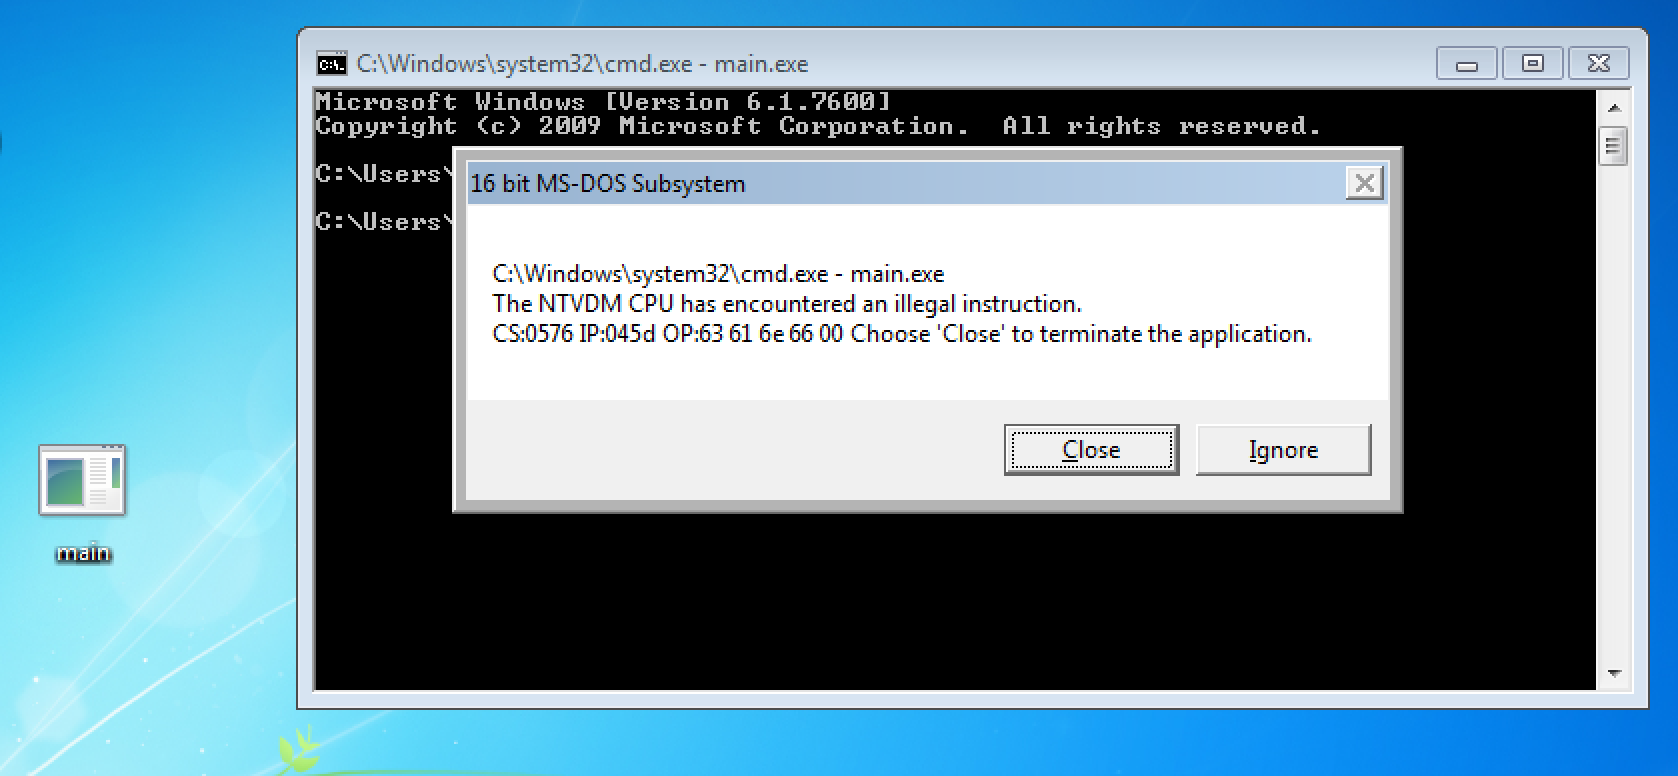 C:\Windows\system32\cmd.exe - main.exe
Microsoft Windows [Version 6.1.7600]
Copyright (c) 2009 Microsoft Corporation.  All rights reserved.
C:\Users\
16 bit MS-DOS Subsystem
C:\Users\
C:\Windows\system32\cmd.exe - main.exe
The NTVDM CPU has encountered an illegal instruction.
CS:0576 IP:045d OP:63 61 6e 66 00 Choose 'Close' to terminate the application.
Close
Ignore
main